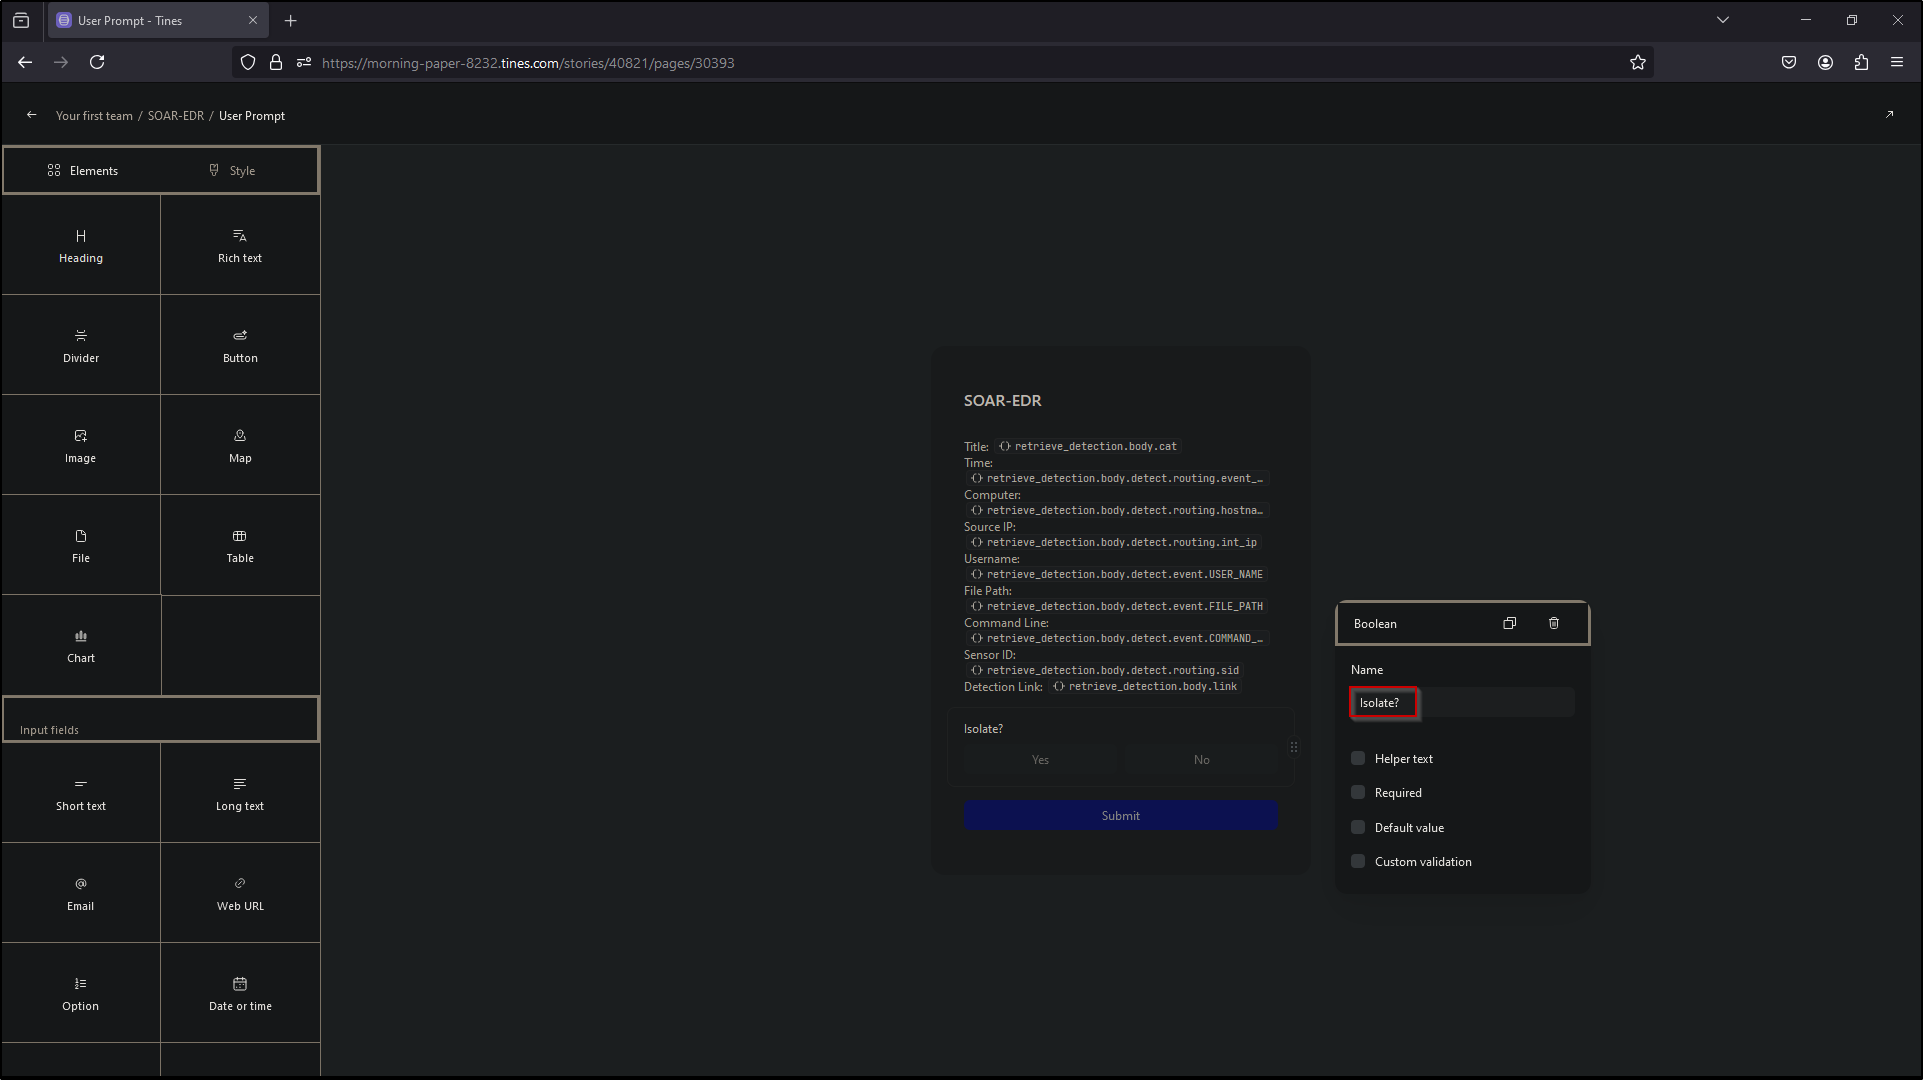 User Prompt - Tines
https://morning-paper-8232.tines.com/stories/40821/pages/30393
Your first team / SOAR-EDR / User Prompt
Elements
Style
Heading
Rich text
Divider
Button
Image
Map
File
Table
Chart
Input fields
Short text
Long text
Email
Web URL
Option
Date or time
SOAR-EDR
Title: retrieve_detection.body.cat
Time:
retrieve_detection.body.detect.routing.event_…
Computer:
retrieve_detection.body.detect.routing.hostna…
Source IP:
retrieve_detection.body.detect.routing.int_ip
Username:
retrieve_detection.body.detect.event.USER_NAME
File Path:
retrieve_detection.body.detect.event.FILE_PATH
Command Line:
retrieve_detection.body.detect.event.COMMAND_…
Sensor ID:
retrieve_detection.body.detect.routing.sid
Detection Link: retrieve_detection.body.link
Isolate?
Yes
No
Submit
Boolean
Name
Isolate?
Helper text
Required
Default value
Custom validation